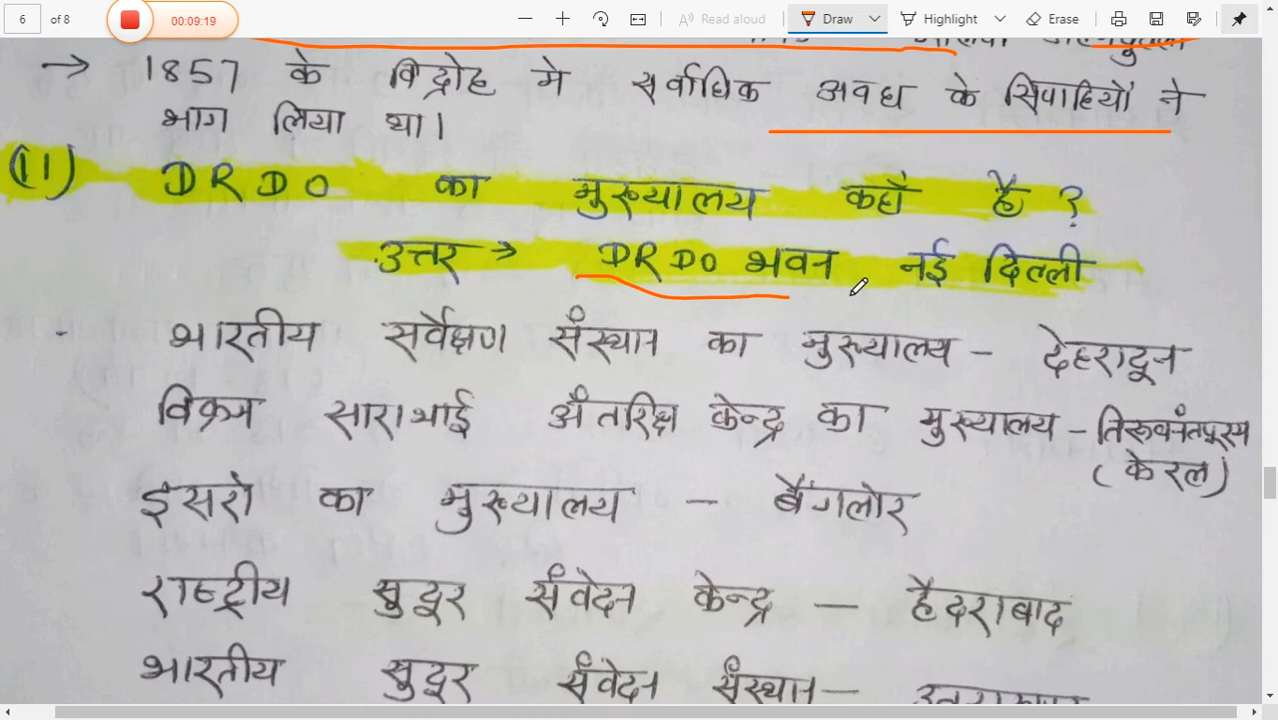 6 of 8 00:09:19 Read aloud Draw Highlight Erase
→ 1857 के विद्रोह मे सर्वाधिक अवध के सिपाहियों ने
भाग लिया था।
(11) DRDO का मुख्यालय कहाँ है ?
उत्तर → DRDO भवन , नई दिल्ली
- भारतीय सर्वेक्षण संस्थान का मुख्यालय - देहरादून
विक्रम साराभाई अंतरिक्ष केन्द्र का मुख्यालय - तिरूवनंतपुरम
(केरल)
इसरो का मुख्यालय - बैंगलोर
राष्ट्रीय सुदूर संवेदन केन्द्र — हैदराबाद
भारतीय सुदूर संवेदन संस्थान —